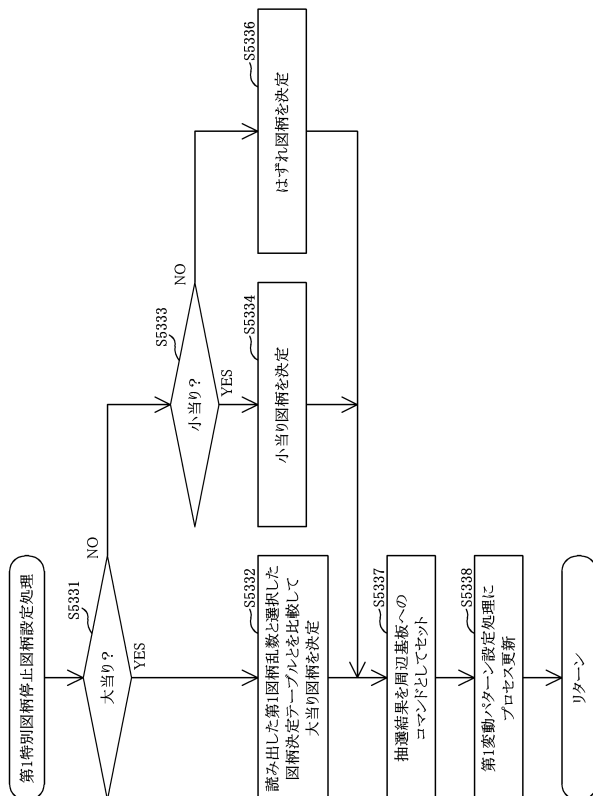 第1特別図柄停止図柄設定処理
S5331
大当り?
NO
YES
S5333
小当り?
NO
YES
S5332
読み出した第1図柄乱数と選択した
図柄決定テーブルとを比較して
大当り図柄を決定
S5334
小当り図柄を決定
S5336
はずれ図柄を決定
S5337
抽選結果を周辺基板への
コマンドとしてセット
S5338
第1変動パターン設定処理に
プロセス更新
リターン